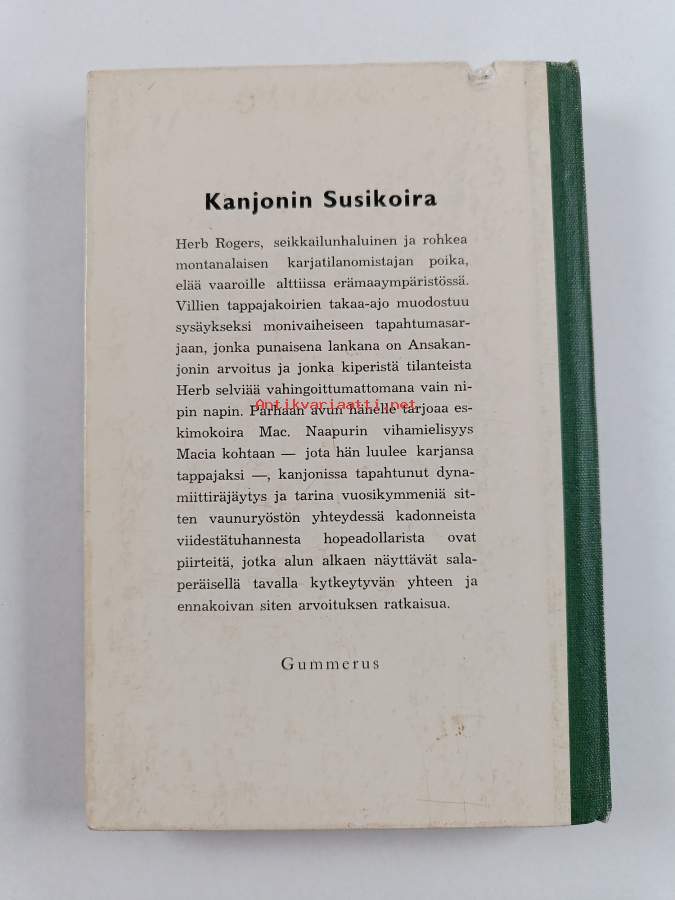 Kanjonin Susikoira
Herb Rogers, seikkailunhaluinen ja rohkea
montanalaisen karjatilanomistajan poika,
elää vaaroille alttiissa erämaaympäristössä.
Villien tappajakoirien takaa-ajo muodostuu
sysäykseksi monivaiheiseen tapahtumasar-
jaan, jonka punaisena lankana on Ansakan-
jonin arvoitus ja jonka kiperistä tilanteista
Herb selviää vahingoittumattomana vain ni-
pin napin. Parhaan avun hänelle tarjoaa es-
Antikvariaatti.net
kimokoira Mac. Naapurin vihamielisyys
Macia kohtaan — jota hän luulee karjansa
tappajaksi —, kanjonissa tapahtunut dyna-
miittiräjäytys ja tarina vuosikymmeniä sit-
ten vaunuryöstön yhteydessä kadonneista
viidestätuhannesta hopeadollarista ovat
piirteitä, jotka alun alkaen näyttävät sala-
peräisellä tavalla kytkeytyvän yhteen ja
ennakoivan siten arvoituksen ratkaisua.
Gummerus